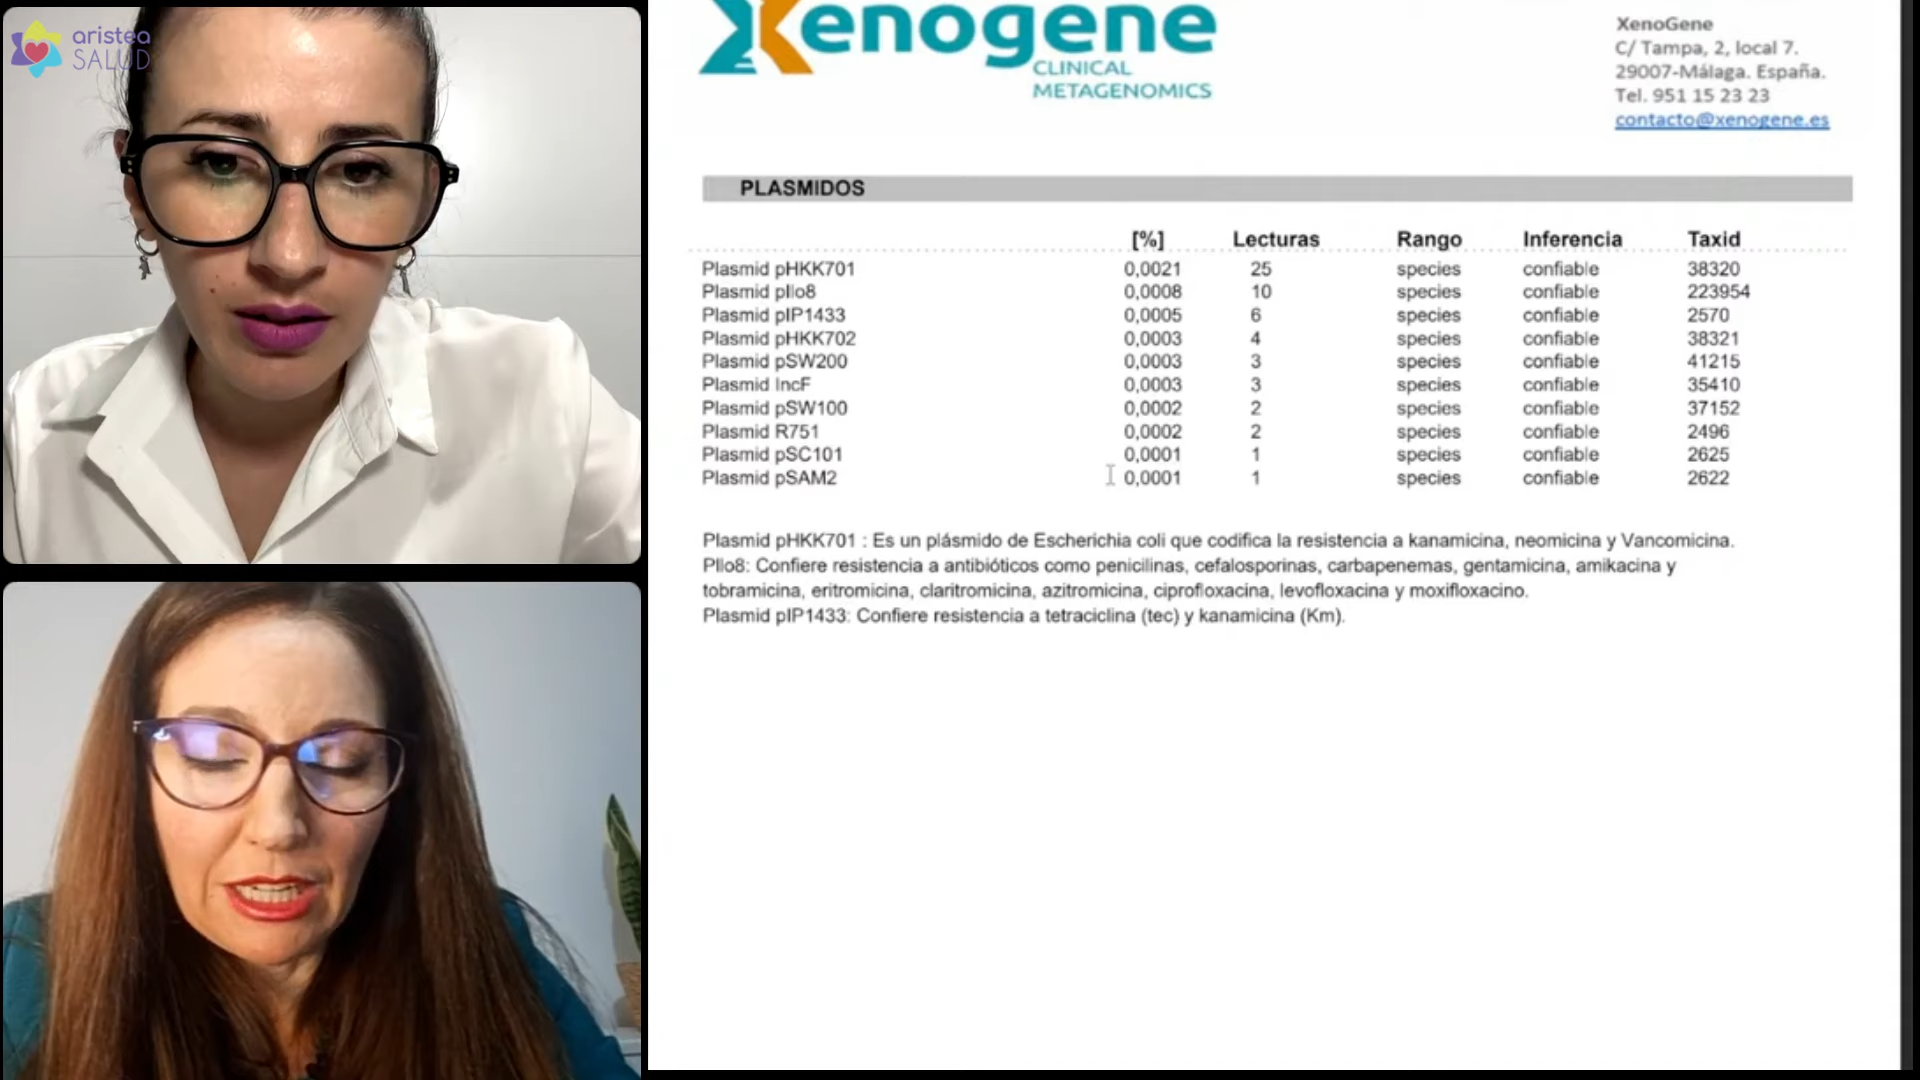 aristea
SALUD
Xenogene
CLINICAL
METAGENOMICS
XenoGene
C/ Tampa, 2, local 7.
29007-Málaga. España.
Tel. 951 15 23 23
contacto@xenogene.es
PLASMIDOS
[%] Lecturas Rango Inferencia Taxid
Plasmid pHKK701 0,0021 25 species confiable 38320
Plasmid pIlo8 0,0008 10 species confiable 223954
Plasmid pIP1433 0,0005 6 species confiable 2570
Plasmid pHKK702 0,0003 4 species confiable 38321
Plasmid pSW200 0,0003 3 species confiable 41215
Plasmid IncF 0,0003 3 species confiable 35410
Plasmid pSW100 0,0002 2 species confiable 37152
Plasmid R751 0,0002 2 species confiable 2496
Plasmid pSC101 0,0001 1 species confiable 2625
Plasmid pSAM2 0,0001 1 species confiable 2622
Plasmid pHKK701 : Es un plásmido de Escherichia coli que codifica la resistencia a kanamicina, neomicina y Vancomicina.
PIlo8: Confiere resistencia a antibióticos como penicilinas, cefalosporinas, carbapenemas, gentamicina, amikacina y
tobramicina, eritromicina, claritromicina, azitromicina, ciprofloxacina, levofloxacina y moxifloxacino.
Plasmid pIP1433: Confiere resistencia a tetraciclina (tec) y kanamicina (Km).